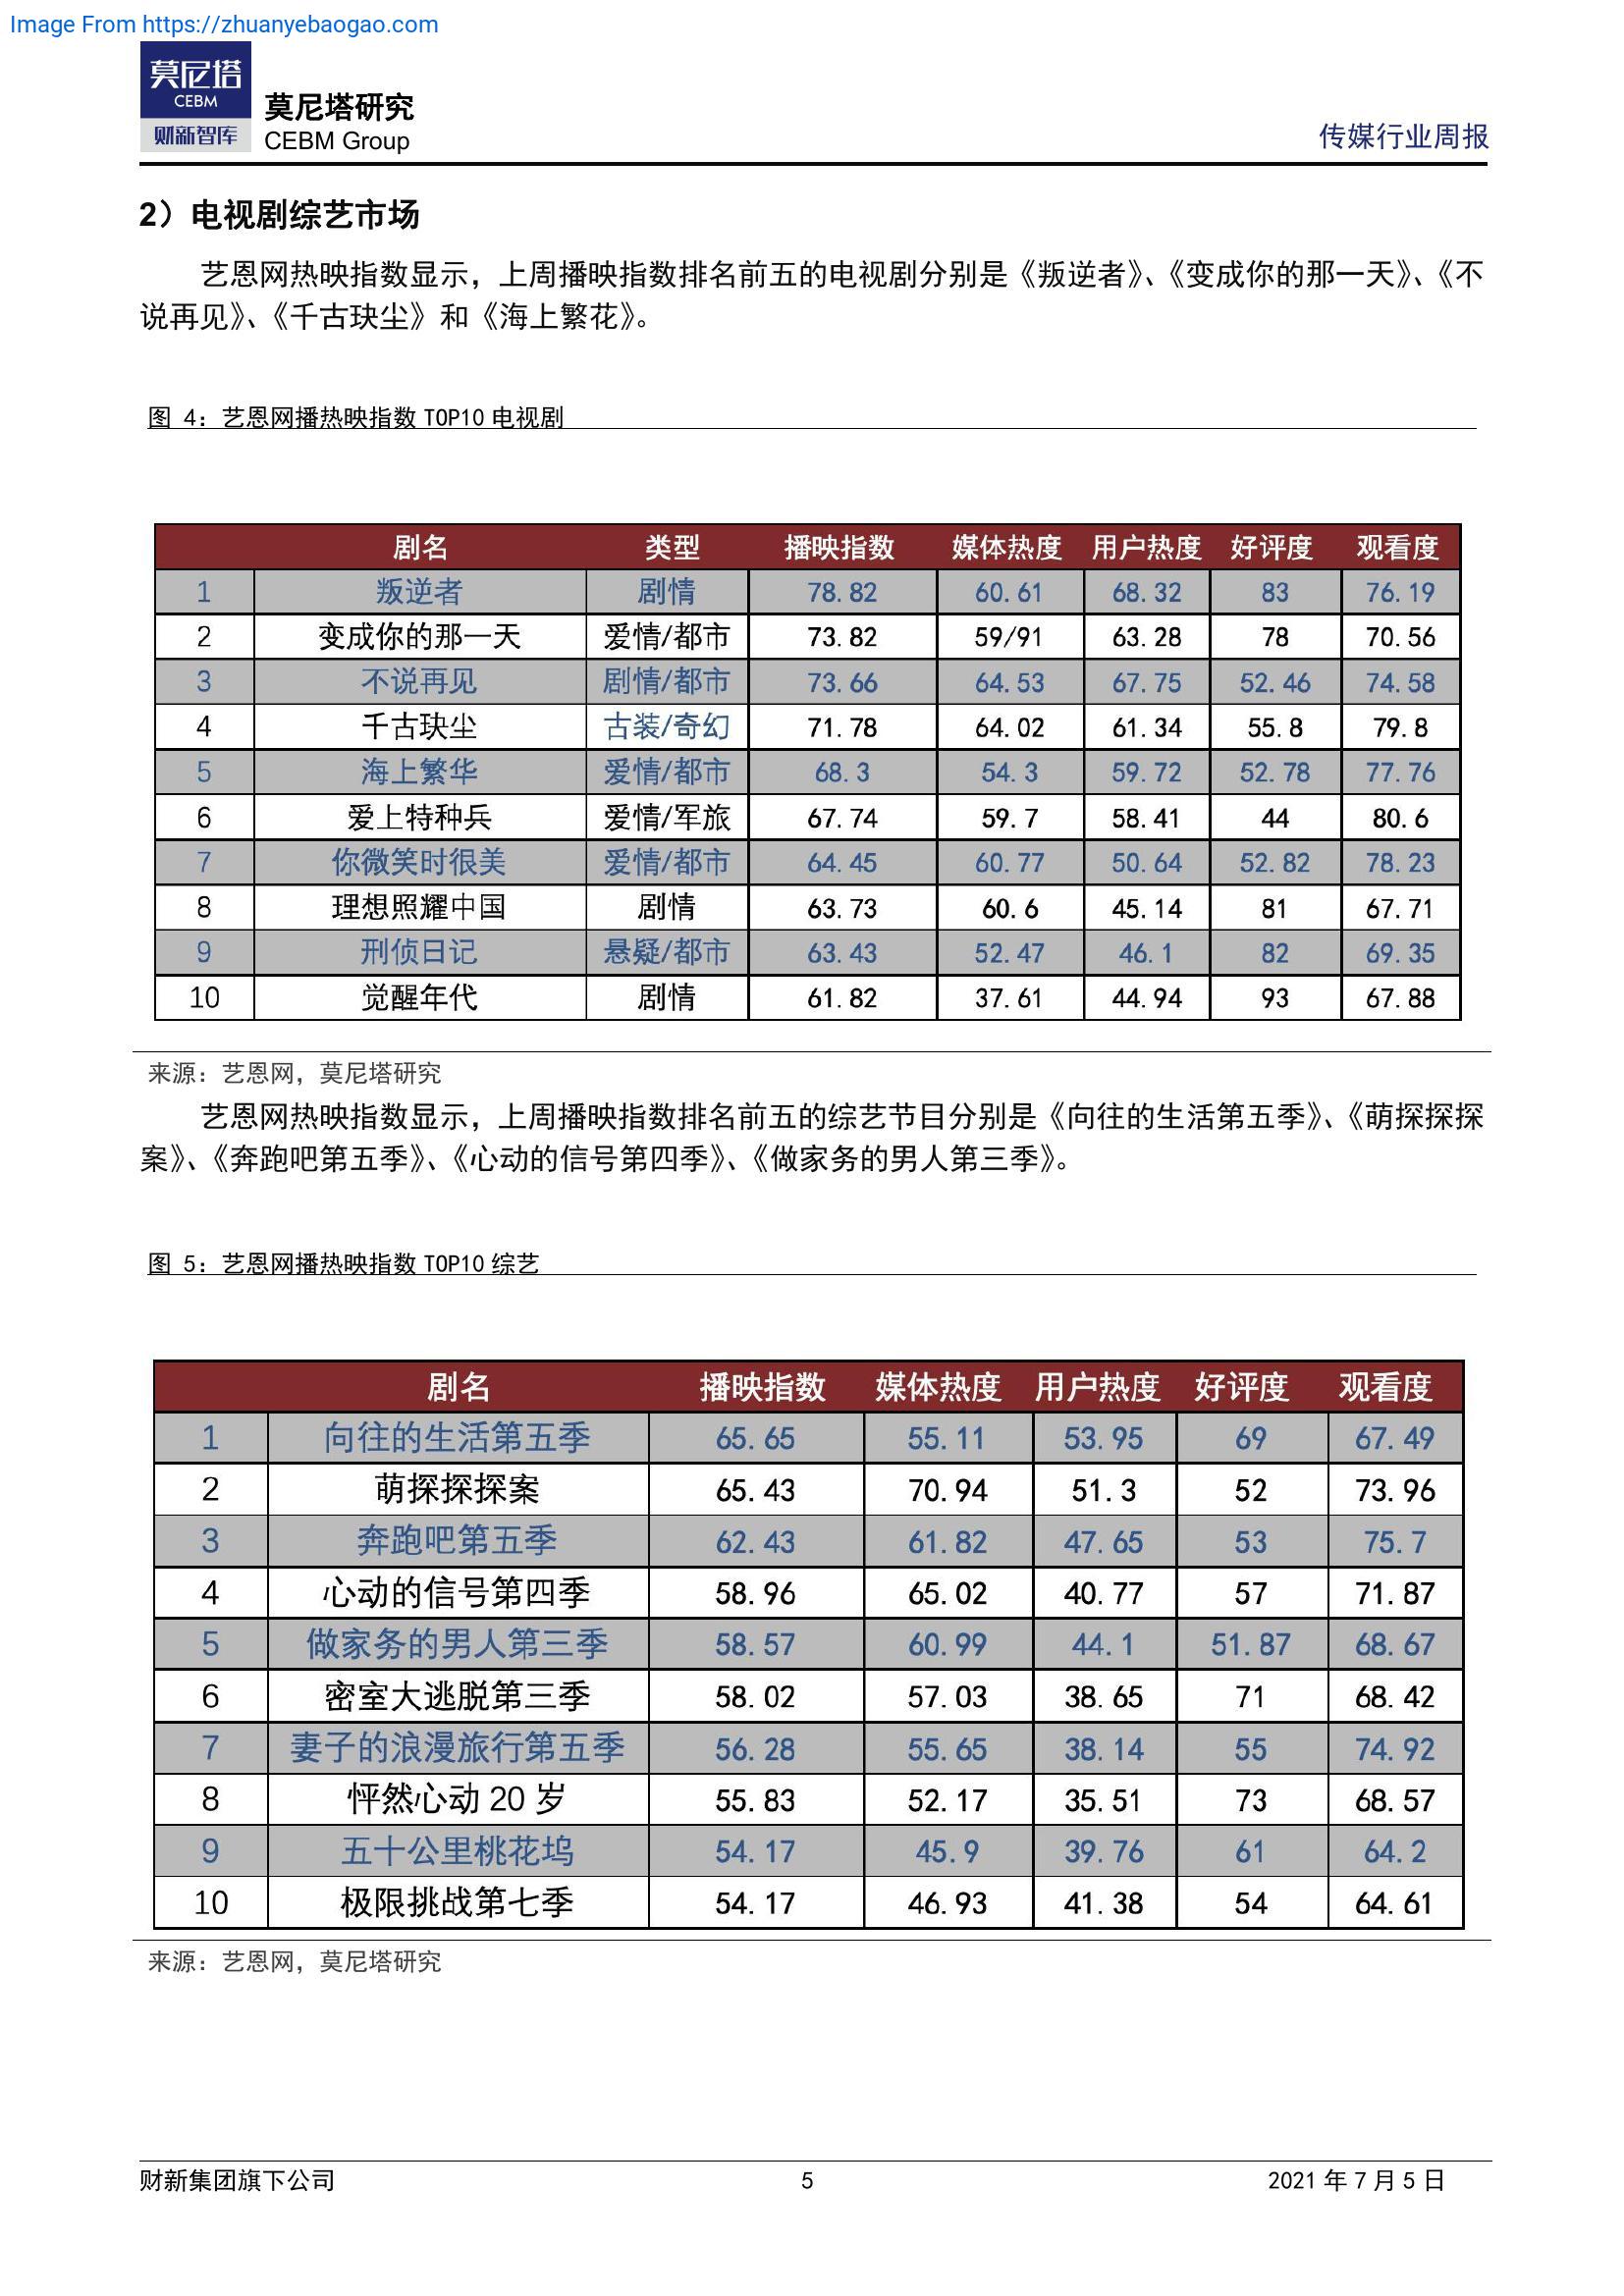 Image From https://zhuanyebaogao.com
莫尼塔
CEBM
财新智库
莫尼塔研究
CEBM Group
传媒行业周报
2）电视剧综艺市场
艺恩网热映指数显示，上周播映指数排名前五的电视剧分别是《叛逆者》、《变成你的那一天》、《不
说再见》、《千古玦尘》和《海上繁花》。
图 4：艺恩网播热映指数 TOP10 电视剧
剧名 类型 播映指数 媒体热度 用户热度 好评度 观看度
1 叛逆者 剧情 78.82 60.61 68.32 83 76.19
2 变成你的那一天 爱情/都市 73.82 59/91 63.28 78 70.56
3 不说再见 剧情/都市 73.66 64.53 67.75 52.46 74.58
4 千古玦尘 古装/奇幻 71.78 64.02 61.34 55.8 79.8
5 海上繁华 爱情/都市 68.3 54.3 59.72 52.78 77.76
6 爱上特种兵 爱情/军旅 67.74 59.7 58.41 44 80.6
7 你微笑时很美 爱情/都市 64.45 60.77 50.64 52.82 78.23
8 理想照耀中国 剧情 63.73 60.6 45.14 81 67.71
9 刑侦日记 悬疑/都市 63.43 52.47 46.1 82 69.35
10 觉醒年代 剧情 61.82 37.61 44.94 93 67.88
来源：艺恩网，莫尼塔研究
艺恩网热映指数显示，上周播映指数排名前五的综艺节目分别是《向往的生活第五季》、《萌探探探
案》、《奔跑吧第五季》、《心动的信号第四季》、《做家务的男人第三季》。
图 5：艺恩网播热映指数 TOP10 综艺
剧名 播映指数 媒体热度 用户热度 好评度 观看度
1 向往的生活第五季 65.65 55.11 53.95 69 67.49
2 萌探探探案 65.43 70.94 51.3 52 73.96
3 奔跑吧第五季 62.43 61.82 47.65 53 75.7
4 心动的信号第四季 58.96 65.02 40.77 57 71.87
5 做家务的男人第三季 58.57 60.99 44.1 51.87 68.67
6 密室大逃脱第三季 58.02 57.03 38.65 71 68.42
7 妻子的浪漫旅行第五季 56.28 55.65 38.14 55 74.92
8 怦然心动 20 岁 55.83 52.17 35.51 73 68.57
9 五十公里桃花坞 54.17 45.9 39.76 61 64.2
10 极限挑战第七季 54.17 46.93 41.38 54 64.61
来源：艺恩网，莫尼塔研究
财新集团旗下公司 5 2021 年 7 月 5 日